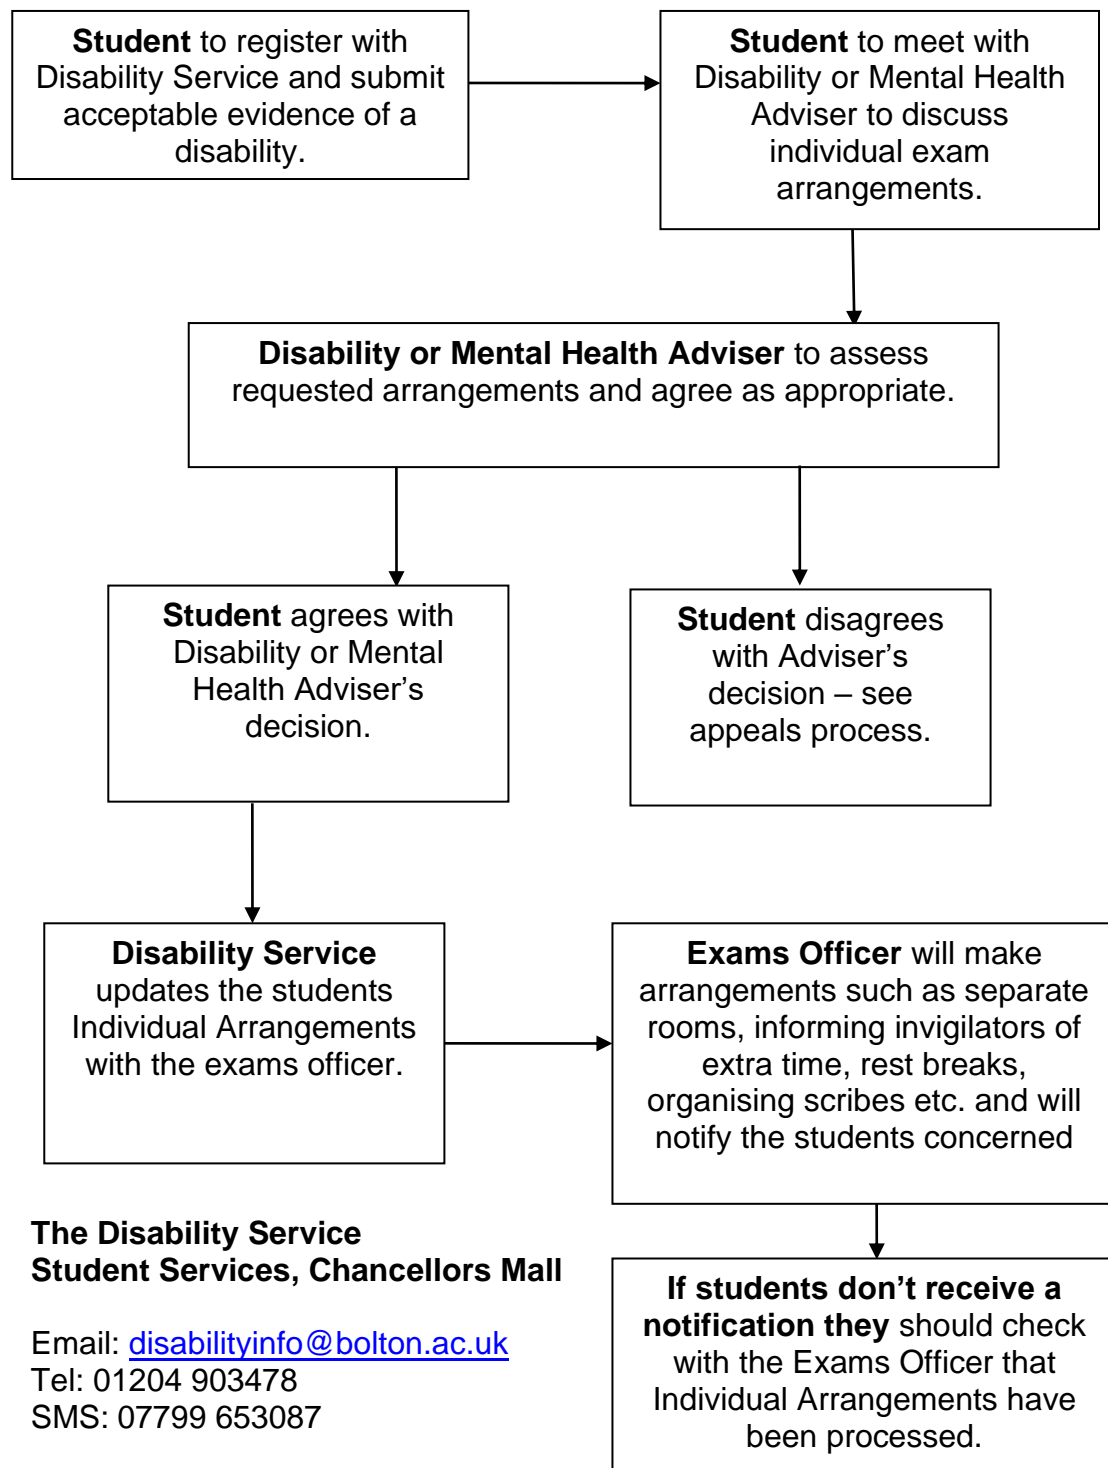 Student to register with
Disability Service and submit
acceptable evidence of a
disability.
Student to meet with
Disability or Mental Health
Adviser to discuss
individual exam
arrangements.
Disability or Mental Health Adviser to assess
requested arrangements and agree as appropriate.
Student agrees with
Disability or Mental
Health Adviser’s
decision.
Student disagrees
with Adviser’s
decision – see
appeals process.
Disability Service
updates the students
Individual Arrangements
with the exams officer.
Exams Officer will make
arrangements such as separate
rooms, informing invigilators of
extra time, rest breaks,
organising scribes etc. and will
notify the students concerned
The Disability Service
Student Services, Chancellors Mall
Email: disabilityinfo@bolton.ac.uk
Tel: 01204 903478
SMS: 07799 653087
If students don’t receive a
notification they should check
with the Exams Officer that
Individual Arrangements have
been processed.